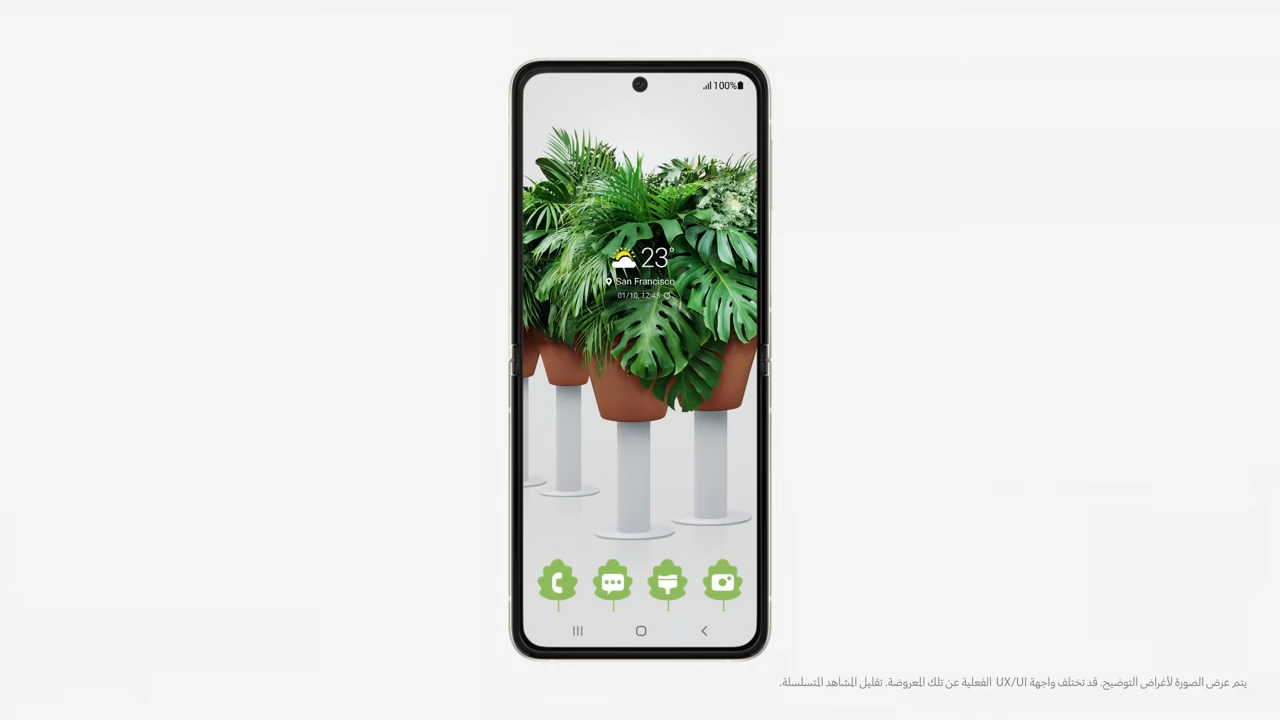 100%
23°
San Francisco
01/10, 12:45
يتم عرض الصورة لأغراض التوضيح. قد تختلف واجهة UX/UI الفعلية عن تلك المعروضة. تقليل المشاهد المتسلسلة.